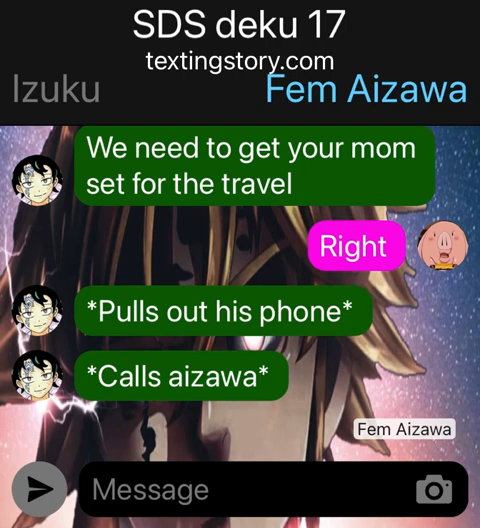 SDS deku 17
textingstory.com
Izuku
Fem Aizawa
We need to get your mom
set for the travel
Right
*Pulls out his phone*
*Calls aizawa*
Fem Aizawa
Message